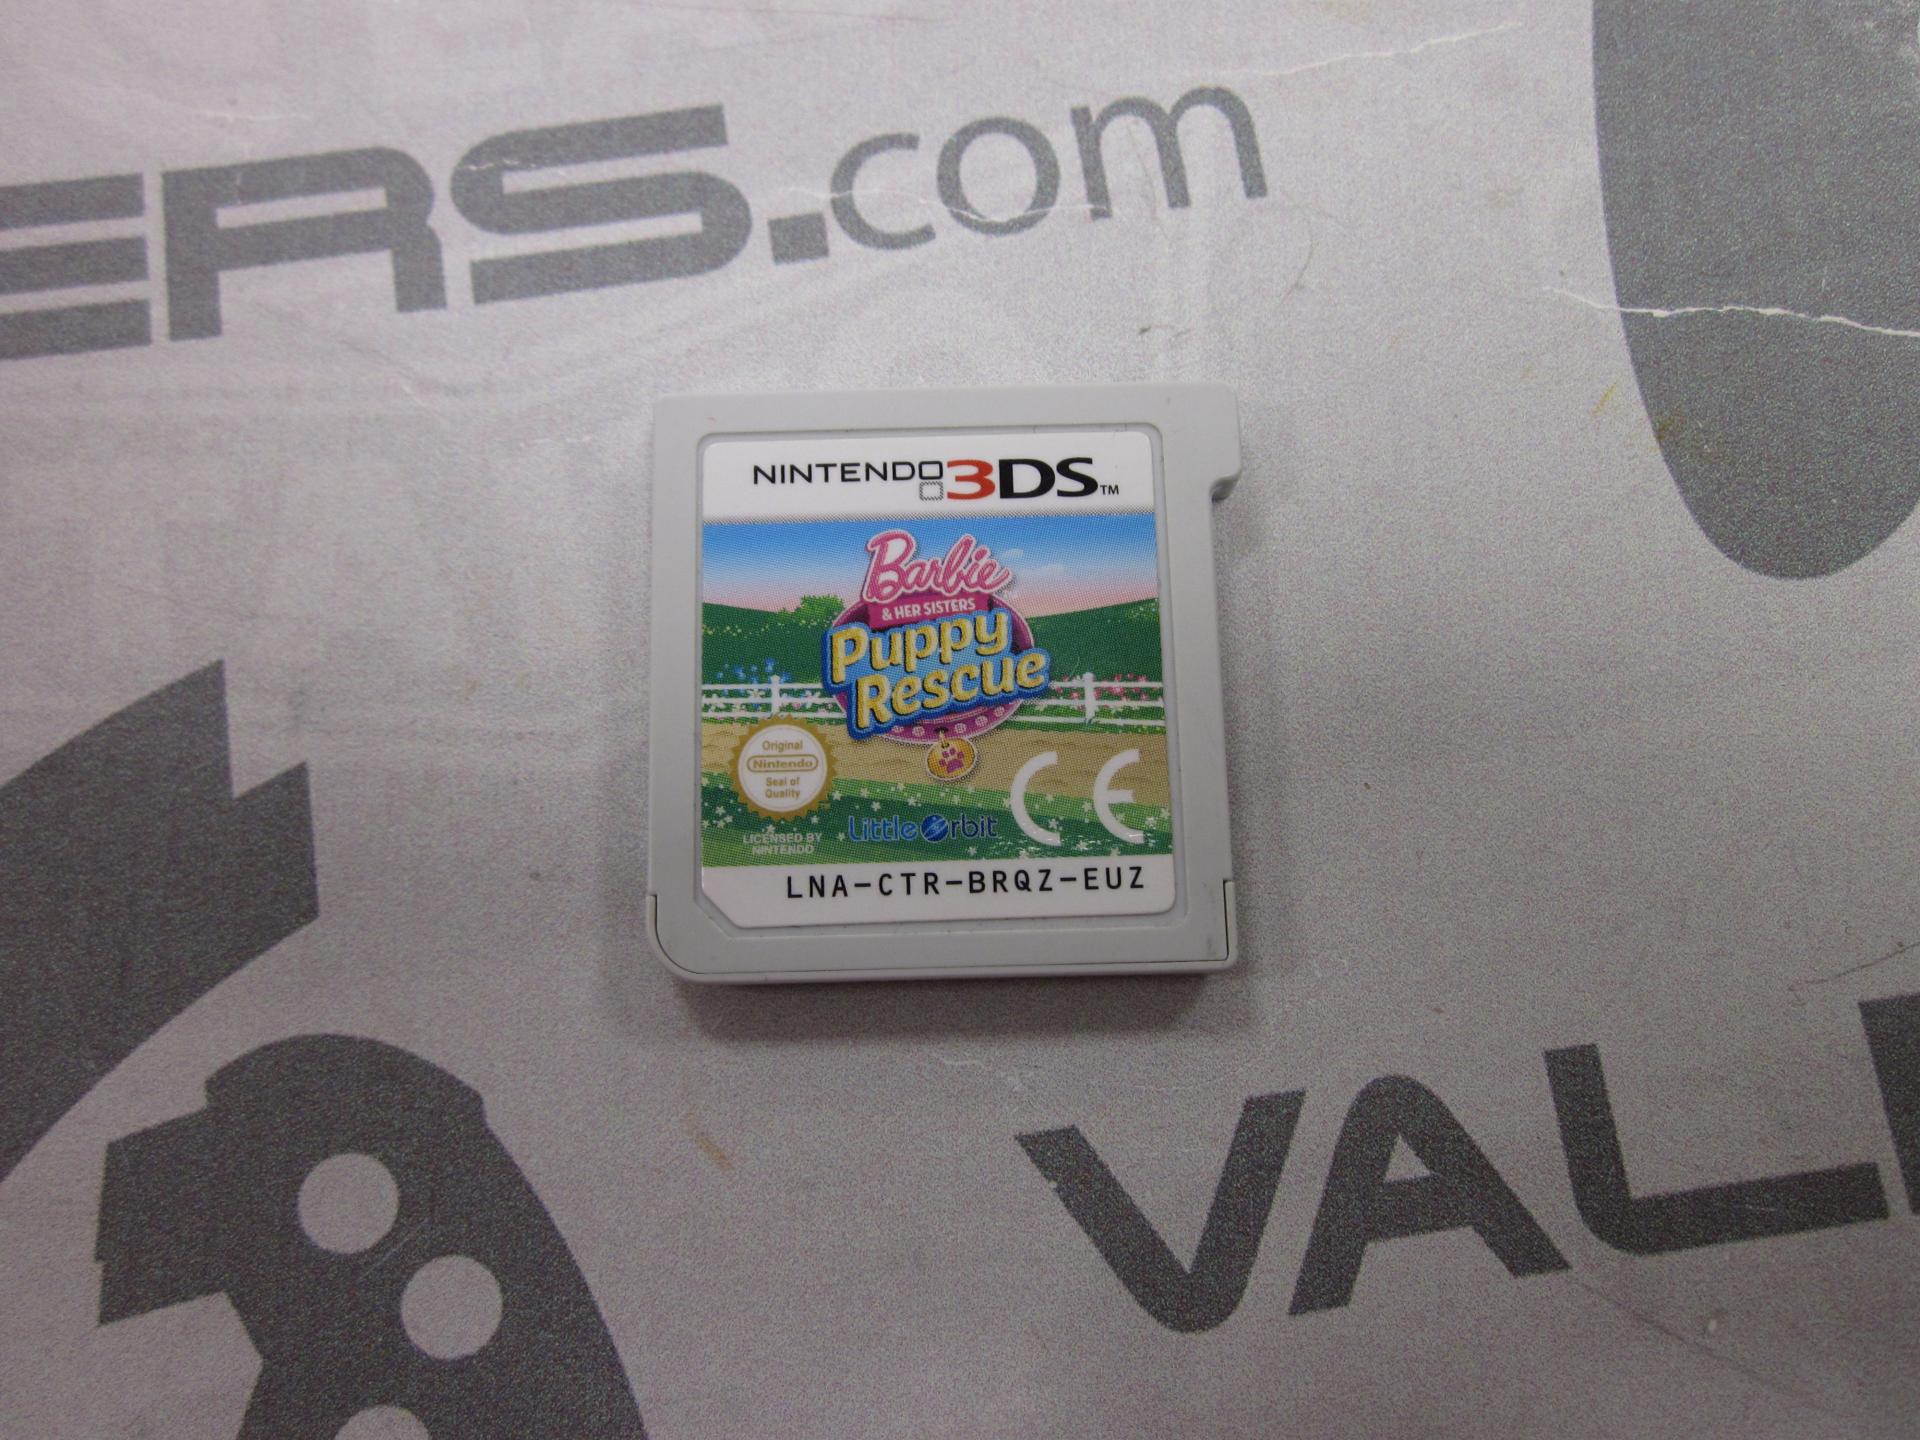 ERS.com
NINTENDO 3DS™
Barbie
& HER SISTERS
Puppy
Rescue
Original
Nintendo
Seal of
Quality
LICENSED BY
NINTENDO
Little Orbit
CE
LNA-CTR-BRQZ-EUZ
VAL